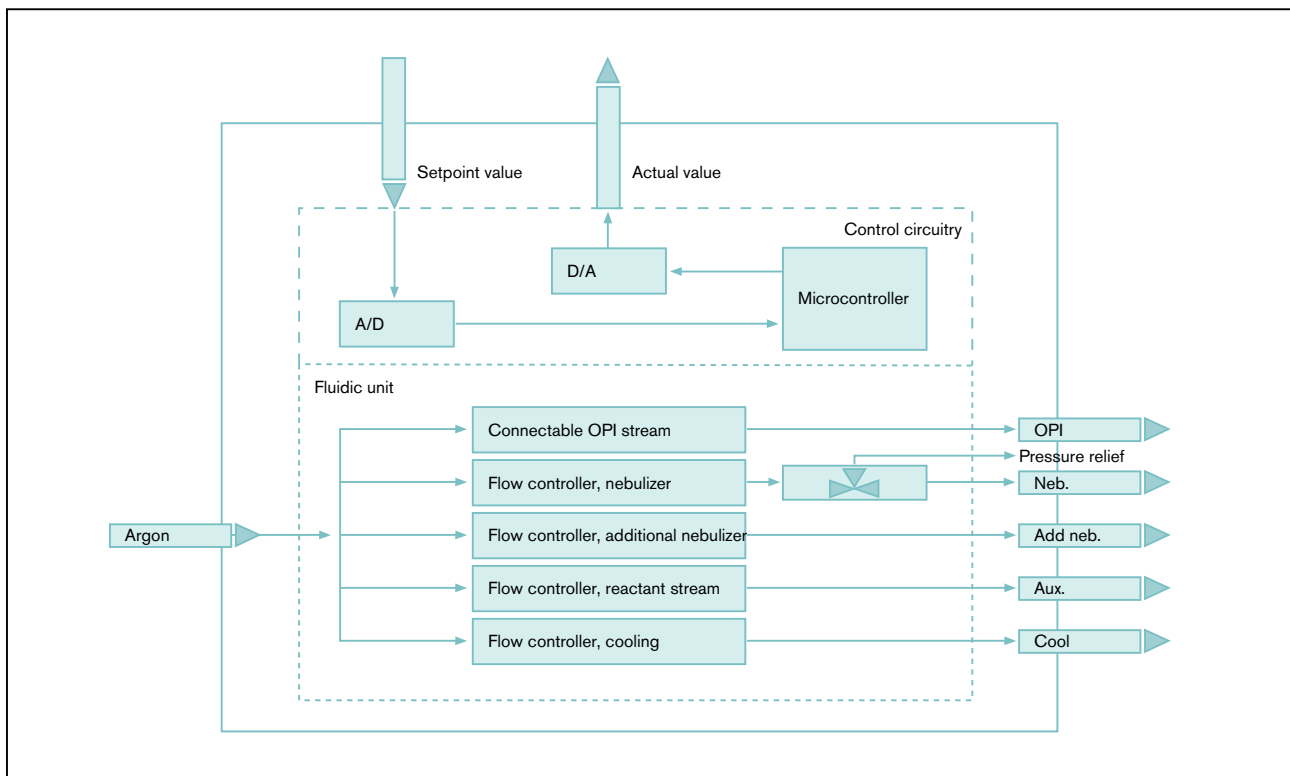 Setpoint value
Actual value
Control circuitry
D/A
Microcontroller
A/D
Fluidic unit
Connectable OPI stream
OPI
Pressure relief
Flow controller, nebulizer
Neb.
Argon
Flow controller, additional nebulizer
Add neb.
Flow controller, reactant stream
Aux.
Flow controller, cooling
Cool